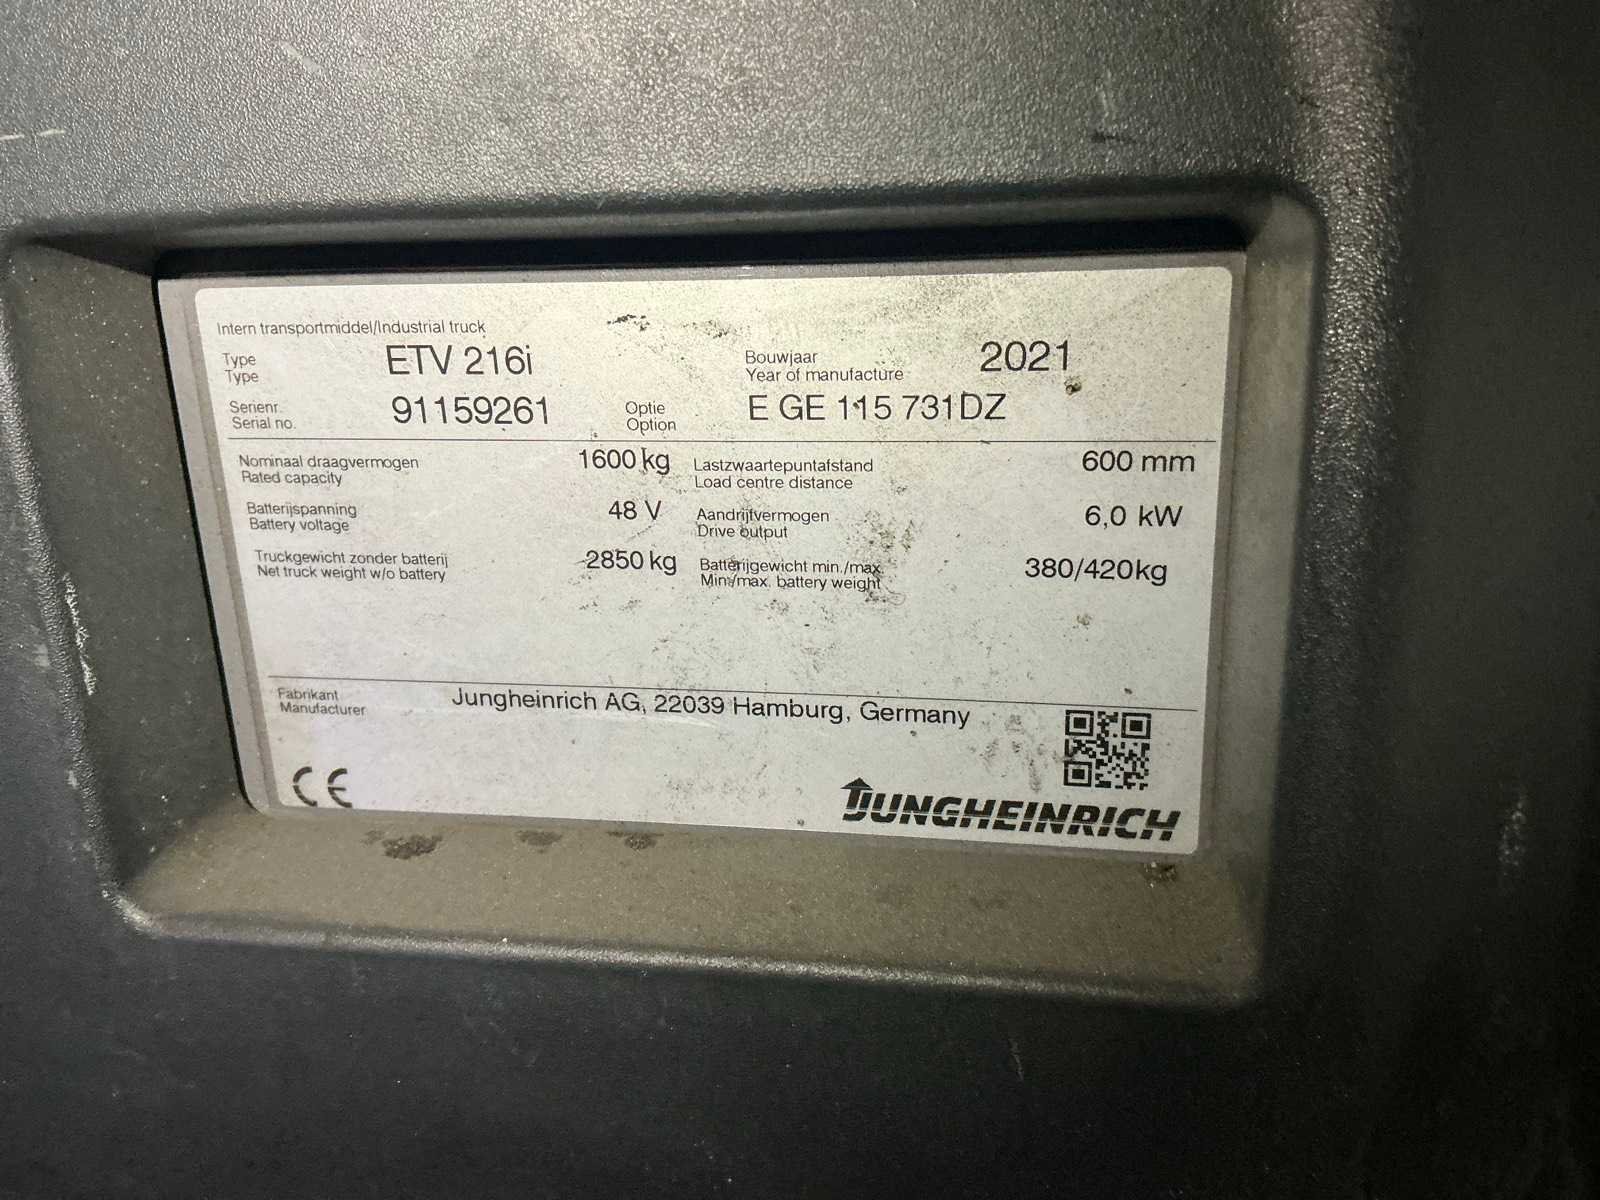 Intern transportmiddel/Industrial truck
Type ETV 216i Bouwjaar 2021
Type Year of manufacture
Serienr. 91159261 Optie E GE 115 731DZ
Serial no. Option
Nominaal draagvermogen 1600 kg Lastzwaartepuntafstand 600 mm
Rated capacity Load centre distance
Batterijspanning 48 V Aandrijfvermogen 6,0 kW
Battery voltage Drive output
Truckgewicht zonder batterij 2850 kg Batterijgewicht min./max. 380/420kg
Net truck weight w/o battery Min./max. battery weight
Fabrikant Jungheinrich AG, 22039 Hamburg, Germany
Manufacturer
CE
JUNGHEINRICH